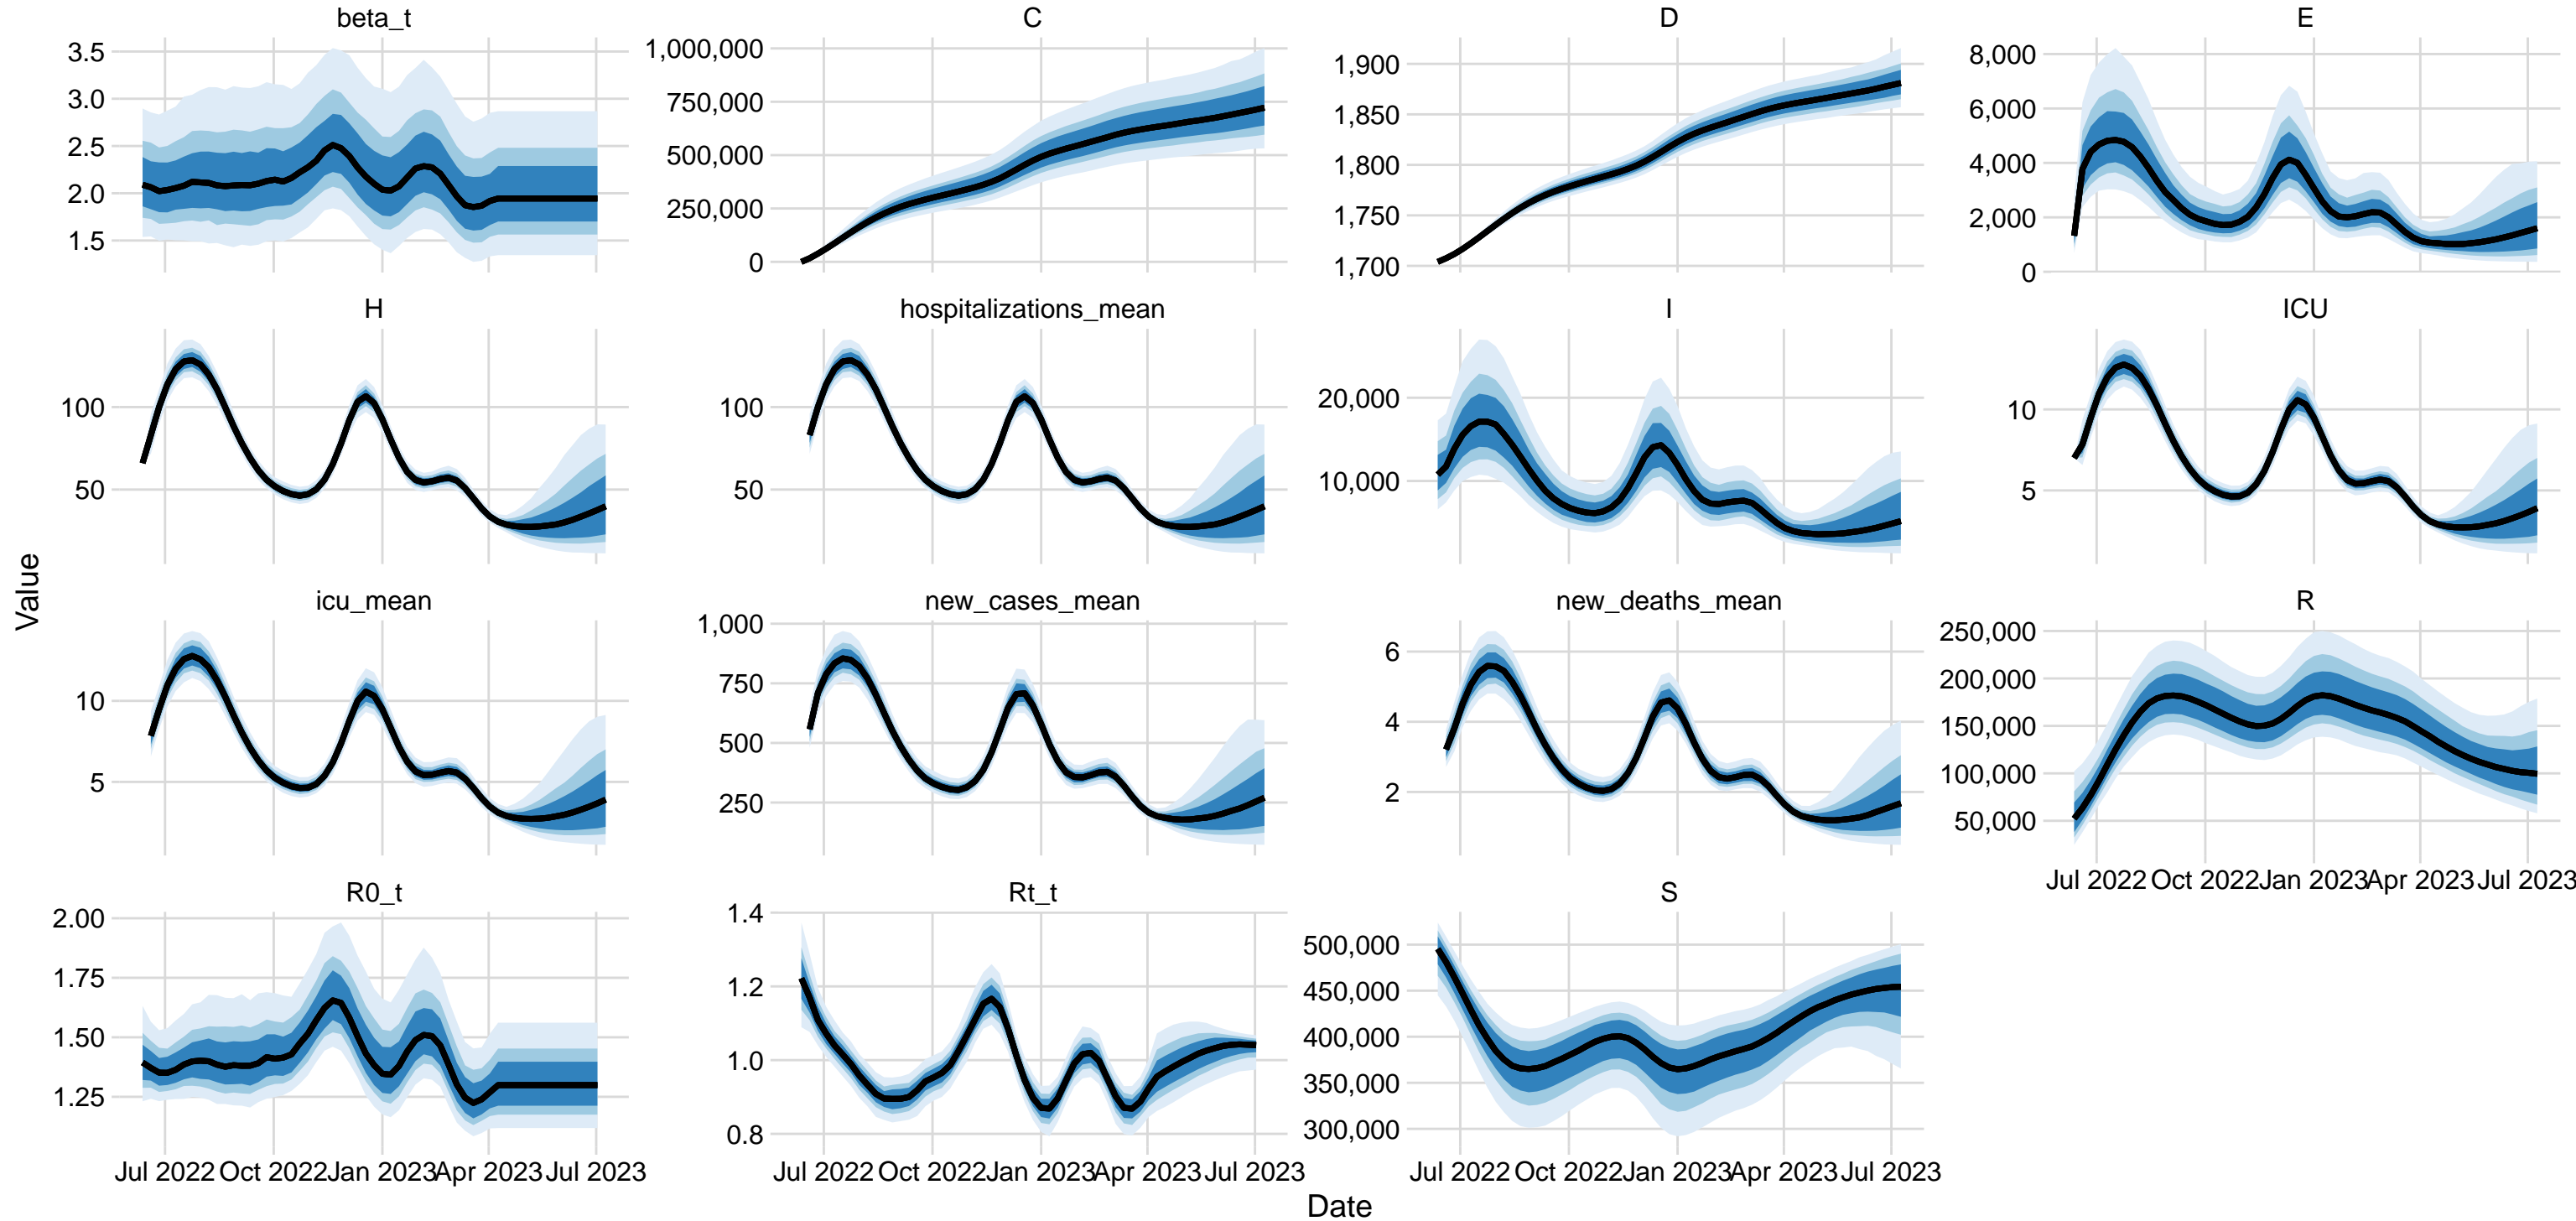 beta_t
C
D
E
3.5
3.0
2.5
2.0
1.5
1,000,000
750,000
500,000
250,000
0
1,900
1,850
1,800
1,750
1,700
8,000
6,000
4,000
2,000
0
H
hospitalizations_mean
I
ICU
100
50
100
50
20,000
10,000
10
5
Value
icu_mean
new_cases_mean
new_deaths_mean
R
10
5
1,000
750
500
250
6
4
2
250,000
200,000
150,000
100,000
50,000
Jul 2022 Oct 2022 Jan 2023 Apr 2023 Jul 2023
R0_t
Rt_t
S
2.00
1.75
1.50
1.25
1.4
1.2
1.0
0.8
500,000
450,000
400,000
350,000
300,000
Jul 2022 Oct 2022 Jan 2023 Apr 2023 Jul 2023
Jul 2022 Oct 2022 Jan 2023 Apr 2023 Jul 2023
Jul 2022 Oct 2022 Jan 2023 Apr 2023 Jul 2023
Date